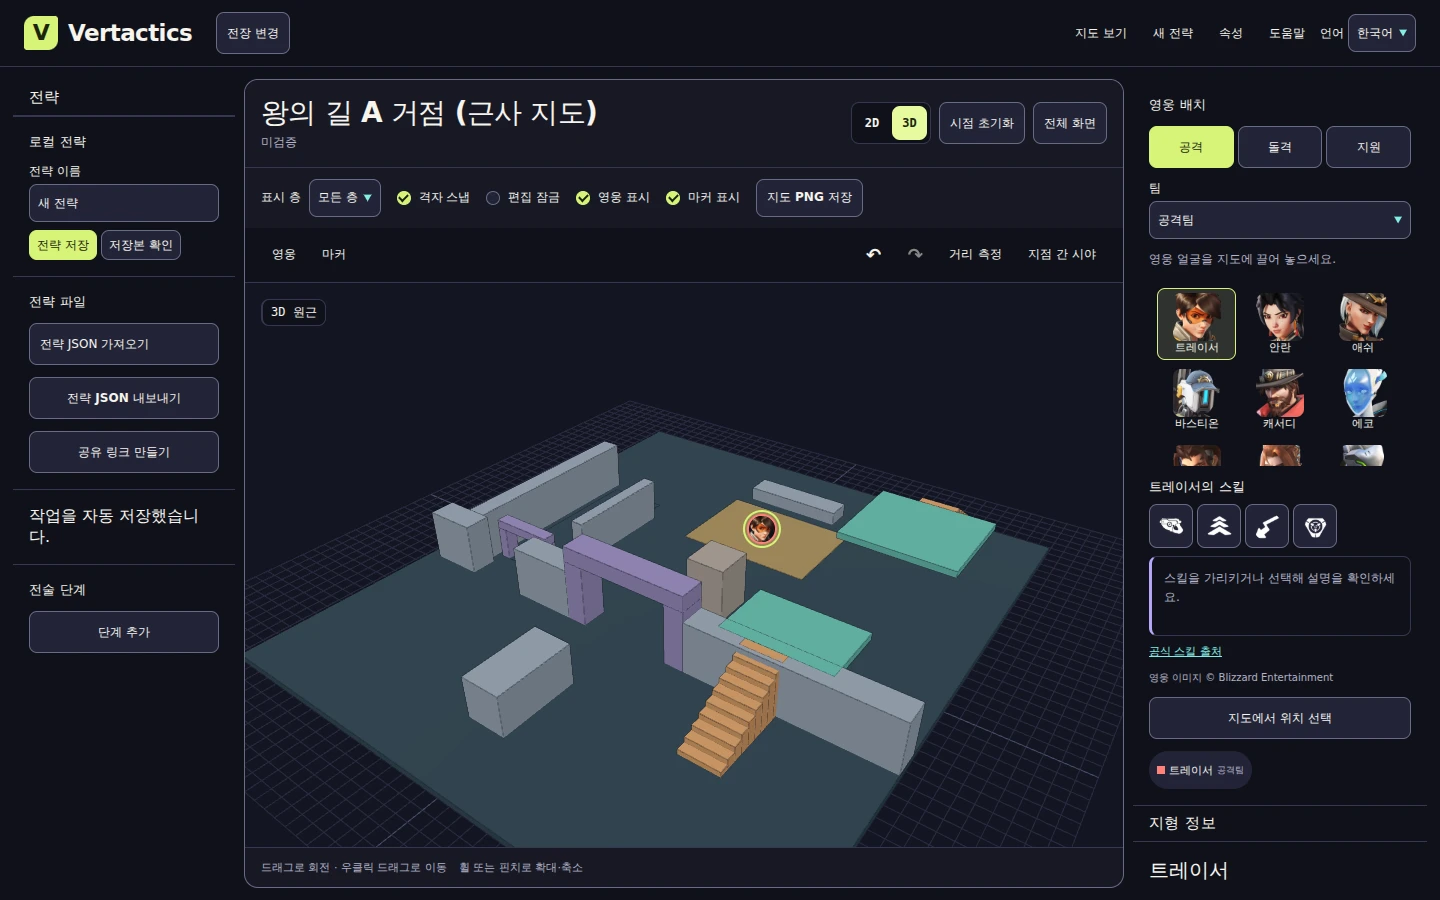 V Vertactics
전장 변경
지도 보기
새 전략
속성
도움말
언어
한국어
전략
로컬 전략
전략 이름
새 전략
전략 저장
저장본 확인
전략 파일
전략 JSON 가져오기
전략 JSON 내보내기
공유 링크 만들기
작업을 자동 저장했습니
다.
전술 단계
단계 추가
왕의 길 A 거점 (근사 지도)
미검증
2D
3D
시점 초기화
전체 화면
표시 층
모든 층
격자 스냅
편집 잠금
영웅 표시
마커 표시
지도 PNG 저장
영웅
마커
거리 측정
지점 간 시야
3D 원근
드래그로 회전 · 우클릭 드래그로 이동
휠 또는 핀치로 확대·축소
영웅 배치
공격
돌격
지원
팀
공격팀
영웅 얼굴을 지도에 끌어 놓으세요.
트레이서
안란
애쉬
바스티온
캐서디
에코
트레이서의 스킬
스킬을 가리키거나 선택해 설명을 확인하세
요.
공식 스킬 출처
영웅 이미지 © Blizzard Entertainment
지도에서 위치 선택
트레이서 공격팀
지형 정보
트레이서